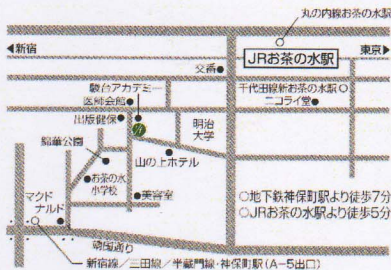 丸の内線お茶の水駅
◀新宿
JRお茶の水駅
東京▶
交番
駿台アカデミー
医師会館
千代田線新お茶の水駅
ニコライ堂
出版健保
明治
大学
錦華公園
山の上ホテル
お茶の水
小学校
美容室
マクド
ナルド
○地下鉄神保町駅より徒歩7分
○JRお茶の水駅より徒歩5分
靖国通り
新宿線/三田線/半蔵門線・神保町駅(A-5出口)